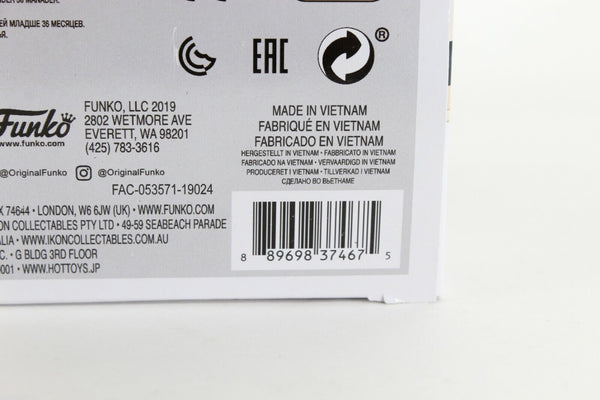 ЕЙ МЛАДШЕ 36 МЕСЯЦЕВ.
EAC
®
Funko
www.funko.com
FUNKO, LLC 2019
2802 WETMORE AVE
EVERETT, WA 98201
(425) 783-3616
@OriginalFunko
@OriginalFunko
FAC-053571-19024
MADE IN VIETNAM
FABRIQUÉ EN VIETNAM
FABRICADO EN VIETNAM
HERGESTELLT IN VIETNAM • FABBRICATO IN VIETNAM
FABRICADO NA VIETNAM • VERVAARDIGD IN VIETNAM
PRODUCERET I VIETNAM • TILLVERKAD I VIETNAM
СДЕЛАНО ВО ВЬЕТНАМЕ
X 74644 • LONDON, W6 6JW (UK) • WWW.FUNKO.COM
ON COLLECTABLES PTY LTD • 49-59 SEABEACH PARADE
ALIA • WWW.IKONCOLLECTABLES.COM.AU
C. • G BLDG 3RD FLOOR
0001 • WWW.HOTTOYS.JP
8 89698 37467 5